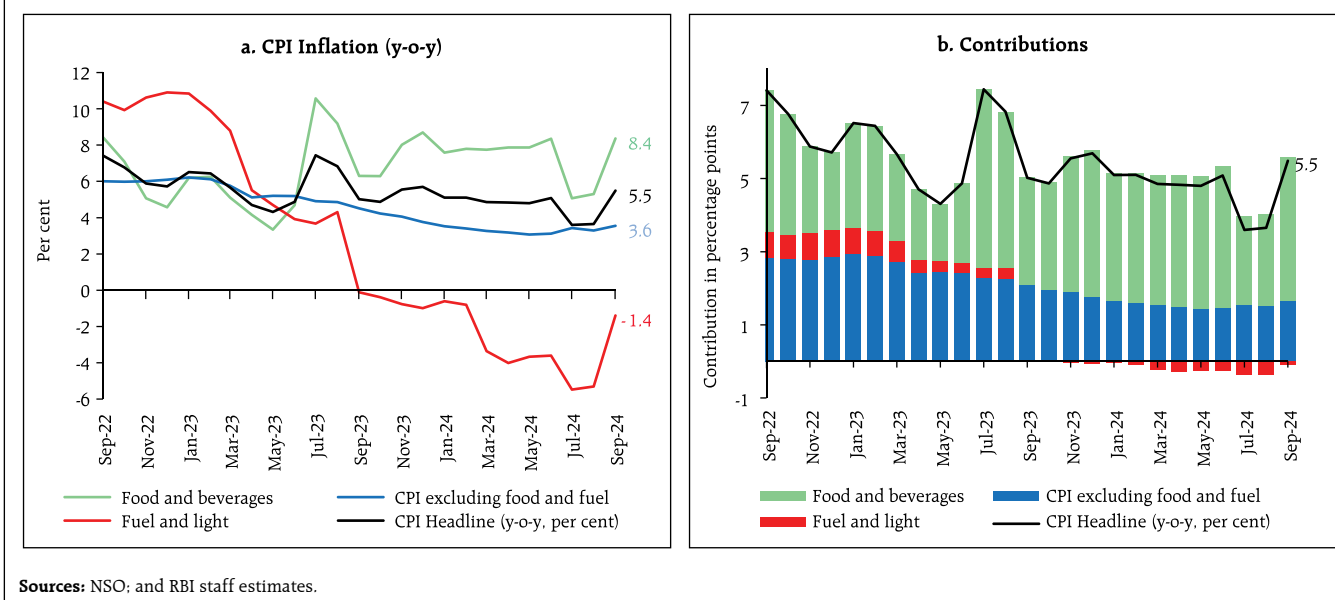 a. CPI Inflation (y-o-y)
Per cent
12
10
8
6
4
2
0
-2
-4
-6
8.4
5.5
3.6
-1.4
Sep-22
Nov-22
Jan-23
Mar-23
May-23
Jul-23
Sep-23
Nov-23
Jan-24
Mar-24
May-24
Jul-24
Sep-24
Food and beverages
CPI excluding food and fuel
Fuel and light
CPI Headline (y-o-y, per cent)
b. Contributions
Contribution in percentage points
7
5
3
1
-1
5.5
Sep-22
Nov-22
Jan-23
Mar-23
May-23
Jul-23
Sep-23
Nov-23
Jan-24
Mar-24
May-24
Jul-24
Sep-24
Food and beverages
CPI excluding food and fuel
Fuel and light
CPI Headline (y-o-y, per cent)
Sources: NSO; and RBI staff estimates.